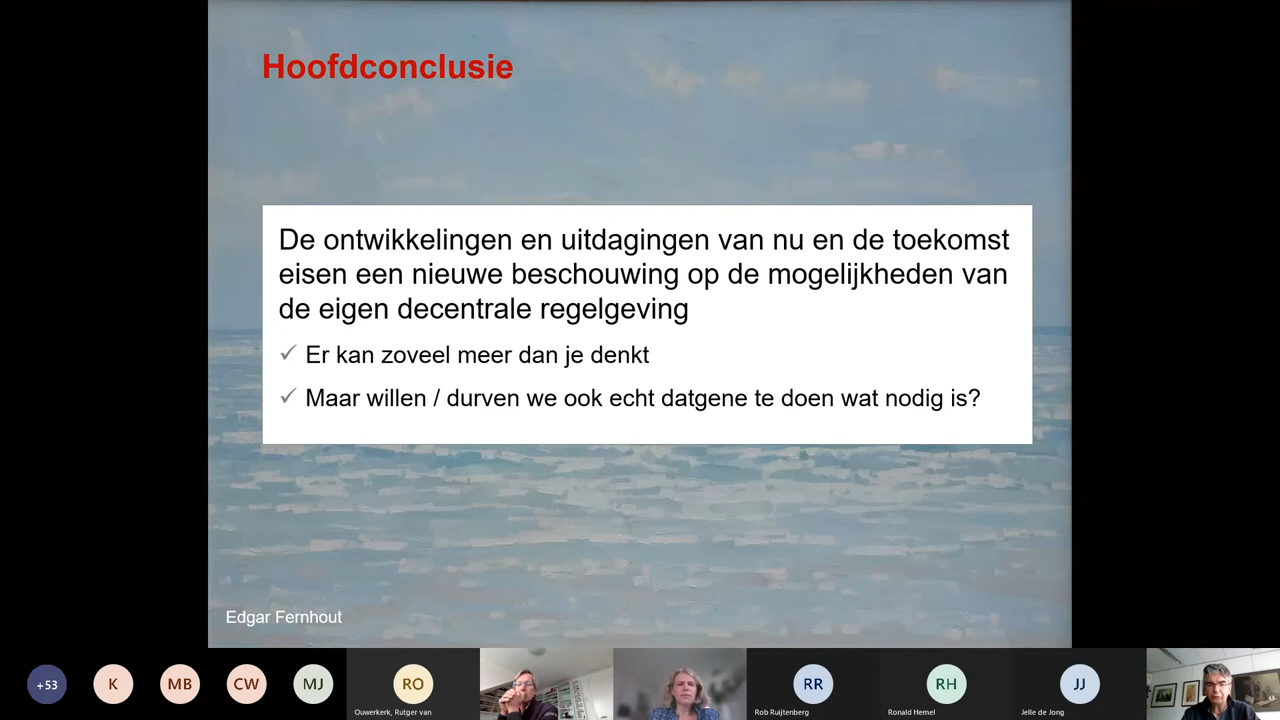 Hoofdconclusie
De ontwikkelingen en uitdagingen van nu en de toekomst
eisen een nieuwe beschouwing op de mogelijkheden van
de eigen decentrale regelgeving
✓ Er kan zoveel meer dan je denkt
✓ Maar willen / durven we ook echt datgene te doen wat nodig is?
Edgar Fernhout
+53
K
MB
CW
MJ
RO
Ouwerkerk, Rutger van
RR
Rob Ruijtenberg
RH
Ronald Hemel
JJ
Jelle de Jong